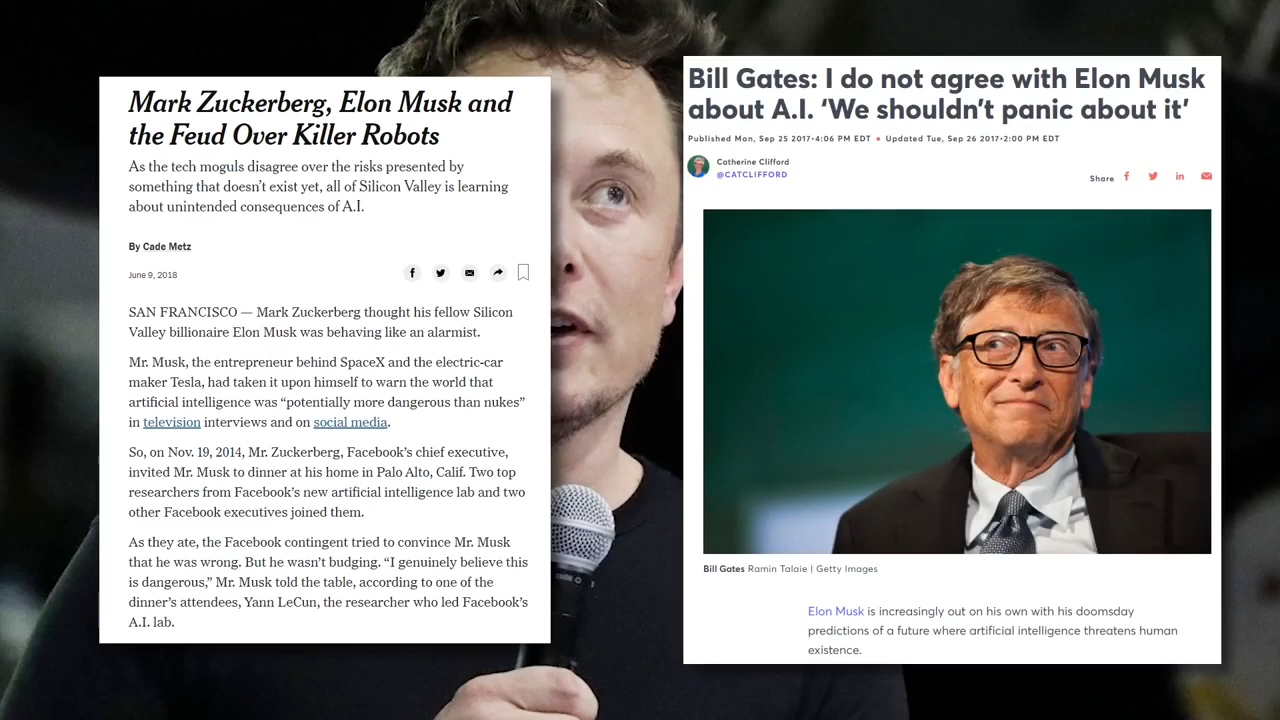 Mark Zuckerberg, Elon Musk and
the Feud Over Killer Robots
As the tech moguls disagree over the risks presented by
something that doesn't exist yet, all of Silicon Valley is learning
about unintended consequences of A.I.
By Cade Metz
June 9, 2018
SAN FRANCISCO — Mark Zuckerberg thought his fellow Silicon
Valley billionaire Elon Musk was behaving like an alarmist.
Mr. Musk, the entrepreneur behind SpaceX and the electric-car
maker Tesla, had taken it upon himself to warn the world that
artificial intelligence was “potentially more dangerous than nukes”
in television interviews and on social media.
So, on Nov. 19, 2014, Mr. Zuckerberg, Facebook's chief executive,
invited Mr. Musk to dinner at his home in Palo Alto, Calif. Two top
researchers from Facebook's new artificial intelligence lab and two
other Facebook executives joined them.
As they ate, the Facebook contingent tried to convince Mr. Musk
that he was wrong. But he wasn't budging. “I genuinely believe this
is dangerous,” Mr. Musk told the table, according to one of the
dinner's attendees, Yann LeCun, the researcher who led Facebook's
A.I. lab.
Bill Gates: I do not agree with Elon Musk
about A.I. ‘We shouldn't panic about it’
Published Mon, Sep 25 2017•4:06 PM EDT • Updated Tue, Sep 26 2017•2:00 PM EDT
Catherine Clifford
@CATCLIFFORD
Share
Bill Gates Ramin Talaie | Getty Images
Elon Musk is increasingly out on his own with his doomsday
predictions of a future where artificial intelligence threatens human
existence.